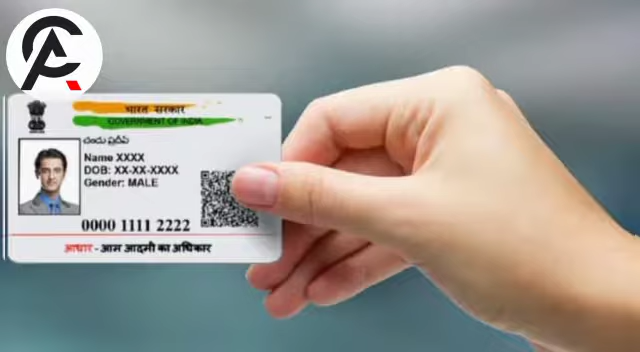 भारत सरकार
GOVERNMENT OF INDIA
చందు ప్రదీప్
Name XXXX
DOB: XX-XX-XXXX
Gender: MALE
0000 1111 2222
आधार - आम आदमी का अधिकार